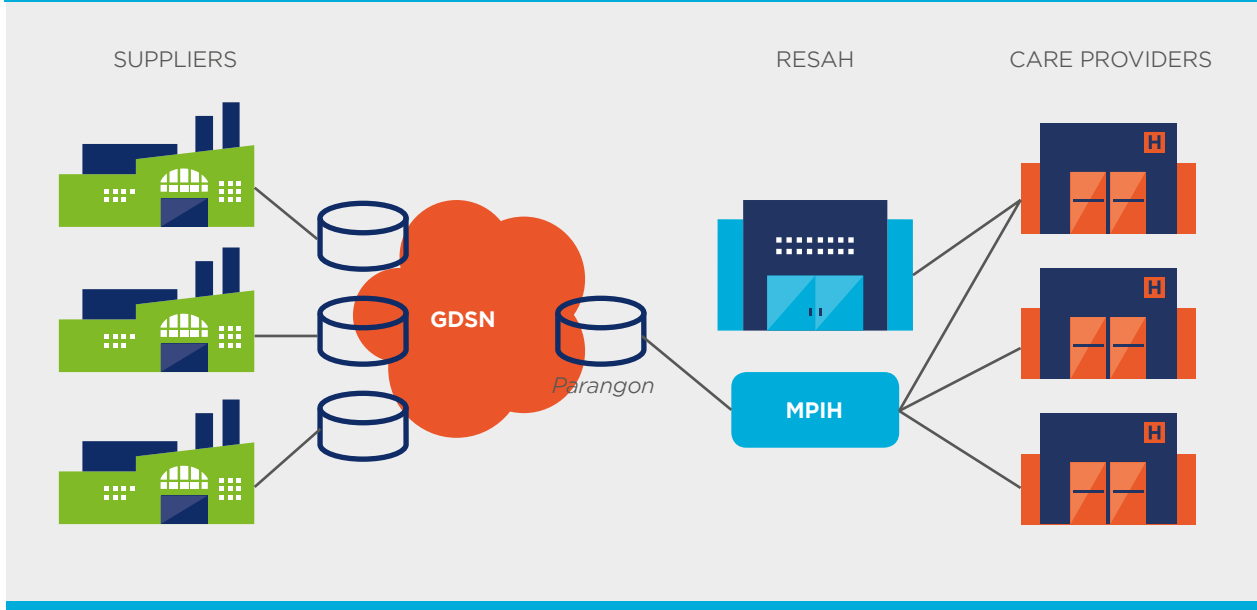 SUPPLIERS
RESAH
CARE PROVIDERS
H
H
H
GDSN
Parangon
MPIH